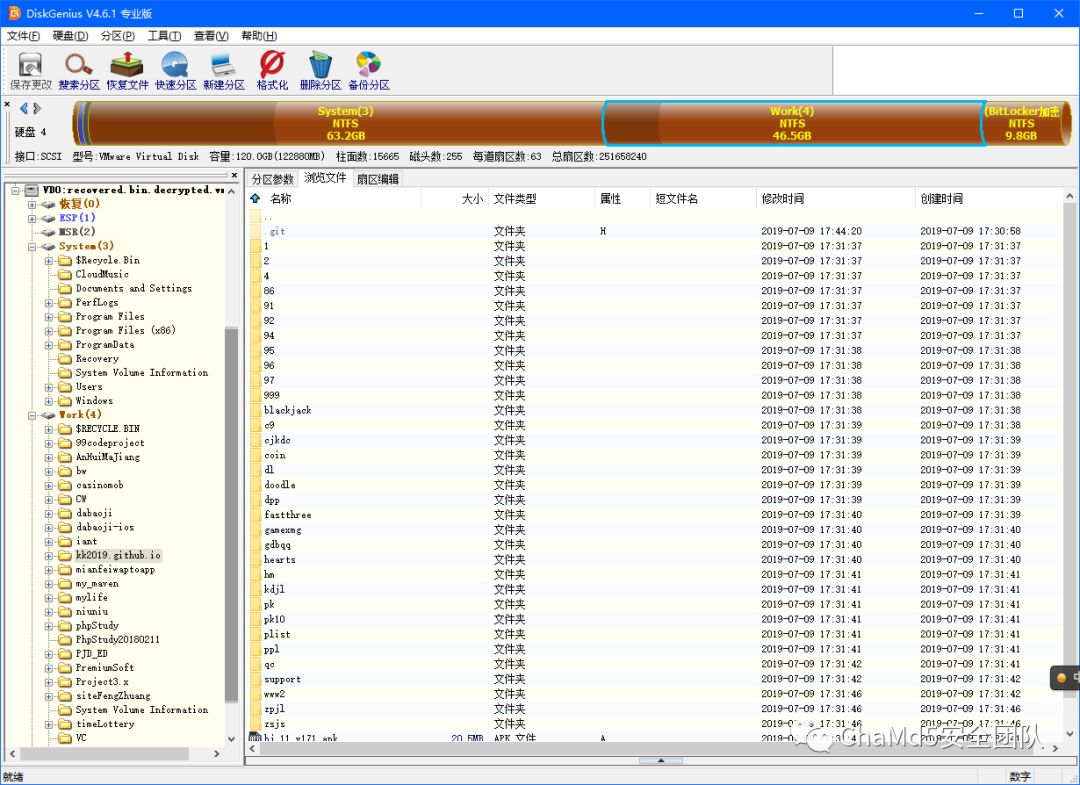 DiskGenius V4.6.1 专业版
文件(F) 硬盘(D) 分区(P) 工具(T) 查看(V) 帮助(H)
保存更改 搜索分区 恢复文件 快速分区 新建分区 格式化 删除分区 备份分区
硬盘 4
System(3)
NTFS
63.2GB
Work(4)
NTFS
46.5GB
(BitLocker加密
NTFS
9.8GB
接口:SCSI 型号:VMware Virtual Disk 容量:120.0GB(122880MB) 柱面数:15665 磁头数:255 每道扇区数:63 总扇区数:251658240
VD0:recovered.bin.decrypted.v
恢复(0)
ESP(1)
MSR(2)
System(3)
$Recycle.Bin
CloudMusic
Documents and Settings
PerfLogs
Program Files
Program Files (x86)
ProgramData
Recovery
System Volume Information
Users
Windows
Work(4)
$RECYCLE.BIN
99codeproject
AnHuiMaJiang
bw
casinomob
CW
dabaoji
dabaoji-ios
iant
kk2019.github.io
mianfeiwaptoapp
my_maven
mylife
niuniu
phpStudy
PhpStudy20180211
PJD_ED
PremiumSoft
Project3.x
siteFengZhuang
System Volume Information
timeLottery
VC
分区参数 浏览文件 扇区编辑
名称 大小 文件类型 属性 短文件名 修改时间 创建时间
..
.git 文件夹 H 2019-07-09 17:44:20 2019-07-09 17:30:58
1 文件夹 2019-07-09 17:31:37 2019-07-09 17:31:37
2 文件夹 2019-07-09 17:31:37 2019-07-09 17:31:37
4 文件夹 2019-07-09 17:31:37 2019-07-09 17:31:37
86 文件夹 2019-07-09 17:31:37 2019-07-09 17:31:37
91 文件夹 2019-07-09 17:31:37 2019-07-09 17:31:37
92 文件夹 2019-07-09 17:31:37 2019-07-09 17:31:37
94 文件夹 2019-07-09 17:31:37 2019-07-09 17:31:37
95 文件夹 2019-07-09 17:31:38 2019-07-09 17:31:38
96 文件夹 2019-07-09 17:31:38 2019-07-09 17:31:38
97 文件夹 2019-07-09 17:31:38 2019-07-09 17:31:38
999 文件夹 2019-07-09 17:31:38 2019-07-09 17:31:38
blackjack 文件夹 2019-07-09 17:31:38 2019-07-09 17:31:38
c9 文件夹 2019-07-09 17:31:39 2019-07-09 17:31:38
cjkdc 文件夹 2019-07-09 17:31:39 2019-07-09 17:31:39
coin 文件夹 2019-07-09 17:31:39 2019-07-09 17:31:39
dl 文件夹 2019-07-09 17:31:39 2019-07-09 17:31:39
doodle 文件夹 2019-07-09 17:31:39 2019-07-09 17:31:39
dpp 文件夹 2019-07-09 17:31:39 2019-07-09 17:31:39
fastthree 文件夹 2019-07-09 17:31:40 2019-07-09 17:31:39
gamexmg 文件夹 2019-07-09 17:31:40 2019-07-09 17:31:40
gdbqq 文件夹 2019-07-09 17:31:40 2019-07-09 17:31:40
hearts 文件夹 2019-07-09 17:31:40 2019-07-09 17:31:40
hm 文件夹 2019-07-09 17:31:41 2019-07-09 17:31:41
kdjl 文件夹 2019-07-09 17:31:41 2019-07-09 17:31:41
pk 文件夹 2019-07-09 17:31:41 2019-07-09 17:31:41
pk10 文件夹 2019-07-09 17:31:41 2019-07-09 17:31:41
plist 文件夹 2019-07-09 17:31:41 2019-07-09 17:31:41
ppl 文件夹 2019-07-09 17:31:41 2019-07-09 17:31:41
qc 文件夹 2019-07-09 17:31:42 2019-07-09 17:31:41
support 文件夹 2019-07-09 17:31:42 2019-07-09 17:31:42
www2 文件夹 2019-07-09 17:31:46 2019-07-09 17:31:42
zpjl 文件夹 2019-07-09 17:31:46 2019-07-09 17:31:46
zsjs 文件夹 2019-07-09 17:31:46 2019-07-09 17:31:46
bj_11_v171.apk 20.5MB APK 文件 A
ChaMd5安全团队
就绪 数字